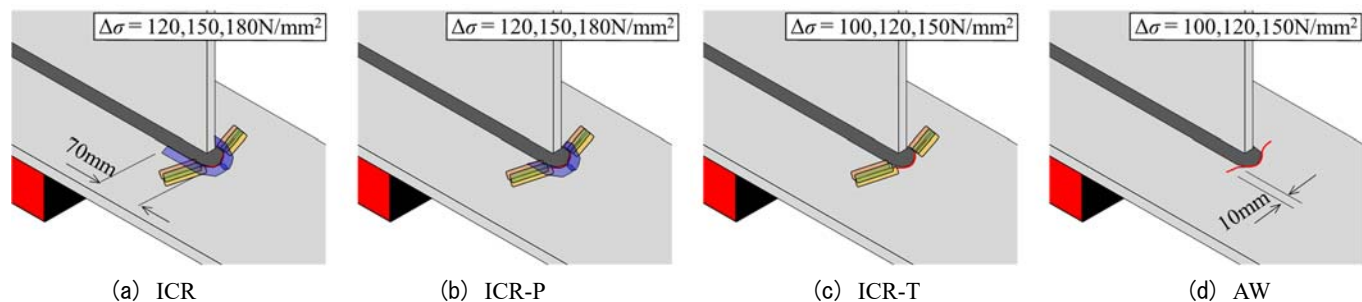 Δσ = 120,150,180N/mm²
Δσ = 120,150,180N/mm²
Δσ = 100,120,150N/mm²
Δσ = 100,120,150N/mm²
70mm
10mm
(a) ICR
(b) ICR-P
(c) ICR-T
(d) AW